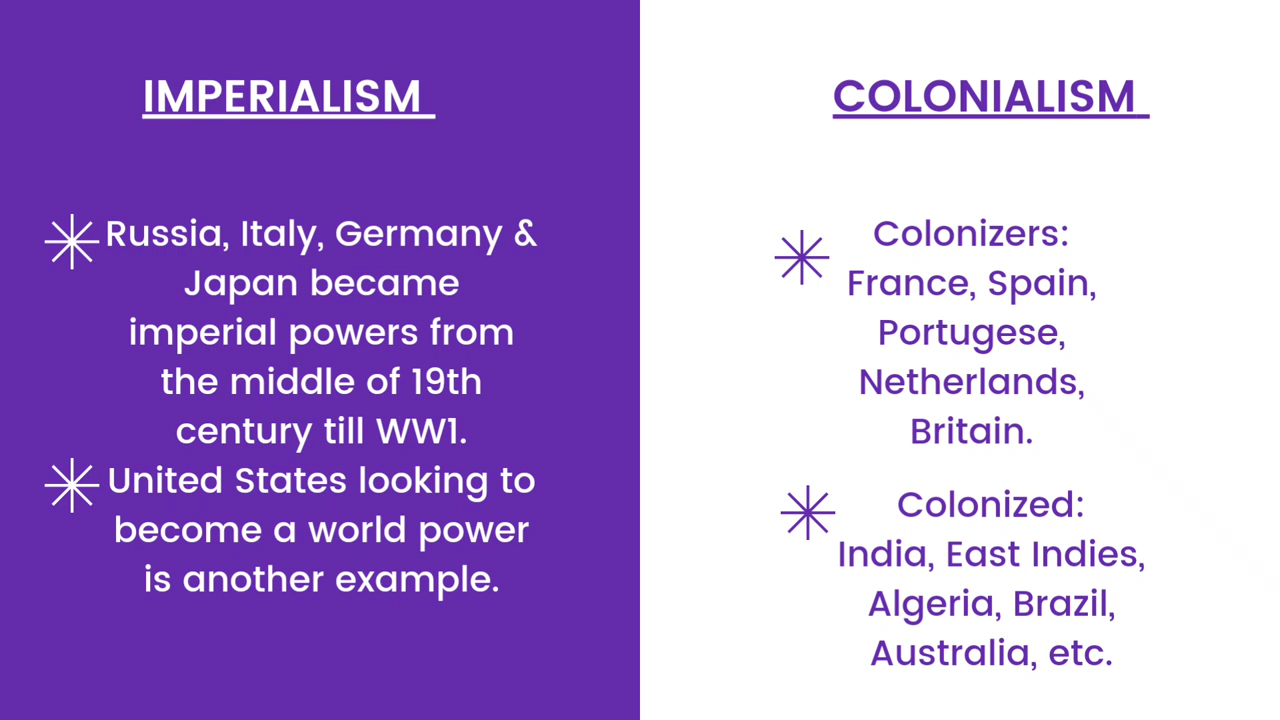 IMPERIALISM
Russia, Italy, Germany &
Japan became
imperial powers from
the middle of 19th
century till WW1.
United States looking to
become a world power
is another example.
COLONIALISM
Colonizers:
France, Spain,
Portugese,
Netherlands,
Britain.
Colonized:
India, East Indies,
Algeria, Brazil,
Australia, etc.